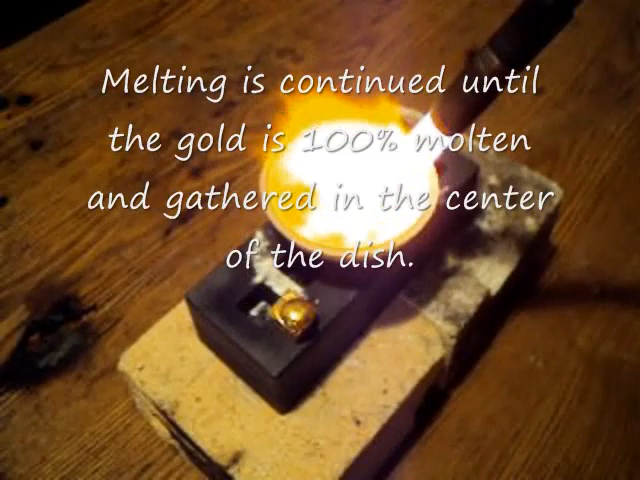 Melting is continued until
the gold is 100% molten
and gathered in the center
of the dish.